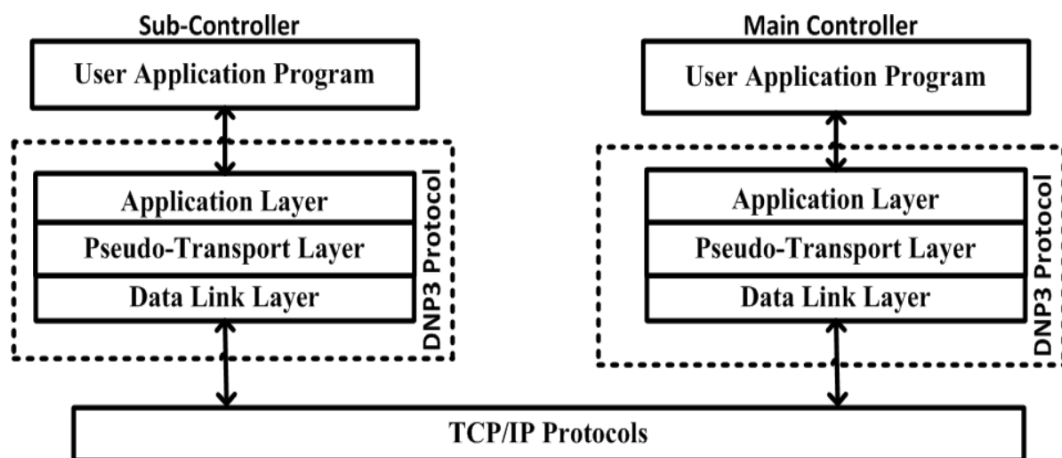 Sub-Controller
User Application Program
Application Layer
Pseudo-Transport Layer
Data Link Layer
DNP3 Protocol
Main Controller
User Application Program
Application Layer
Pseudo-Transport Layer
Data Link Layer
DNP3 Protocol
TCP/IP Protocols